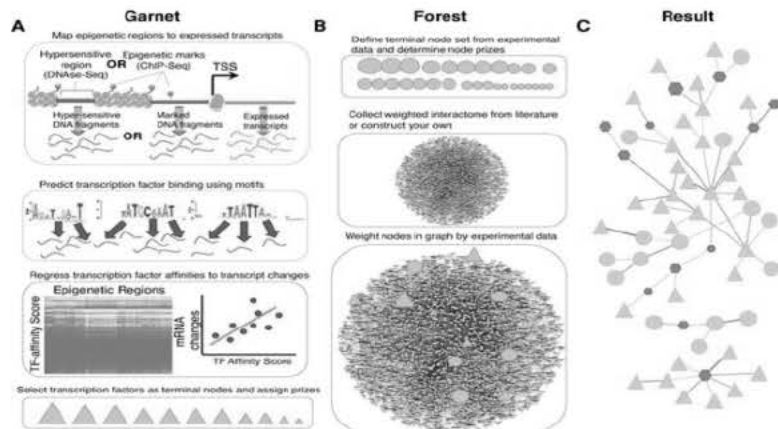 A
Garnet
Map epigenetic regions to expressed transcripts
Hypersensitive
region
(DNAse-Seq)
OR
Epigenetic marks
(ChIP-Seq)
TSS
Hyper-sensitive
DNA fragments
OR
Marked
DNA fragments
Expressed
transcripts
Predict transcription factor binding using motifs
Regress transcription factor affinities to transcript changes
Epigenetic Regions
TF-affinity Score
mRNA
changes
TF Affinity Score
Select transcription factors as terminal nodes and assign prizes
B
Forest
Define terminal node set from experimental
data and determine node prizes
Collect weighted interactome from literature
or construct your own
Weight nodes in graph by experimental data
C
Result